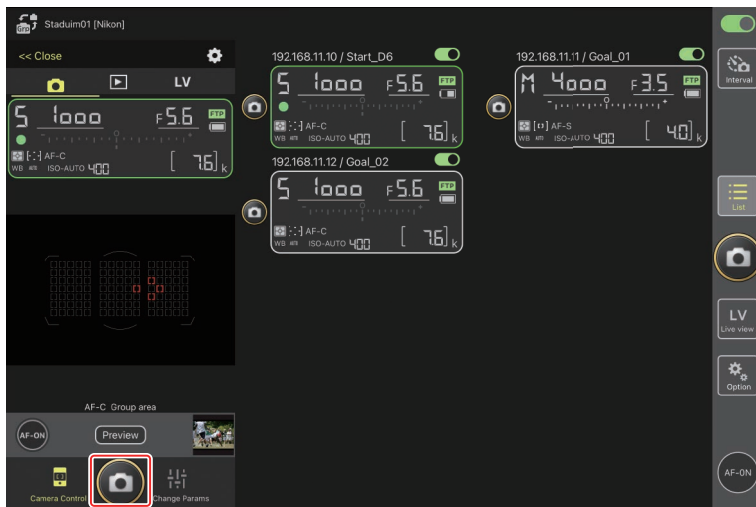 Grp Staduim01 [Nikon]
<< Close
LV
S 1000 F5.6 FTP
AF-C
WB ISO-AUTO 400 [ 7.6] k
AF-C Group area
AF-ON Preview
Camera Control Change Params
192.168.11.10 / Start_D6
S 1000 F5.6 FTP
AF-C
WB ISO-AUTO 400 [ 7.6] k
192.168.11.11 / Goal_01
M 4000 F3.5 FTP
AF-S
WB ISO-AUTO 400 [ 4.0] k
192.168.11.12 / Goal_02
S 1000 F5.6 FTP
AF-C
WB ISO-AUTO 400 [ 7.6] k
Interval
List
LV
Live view
Option
AF-ON